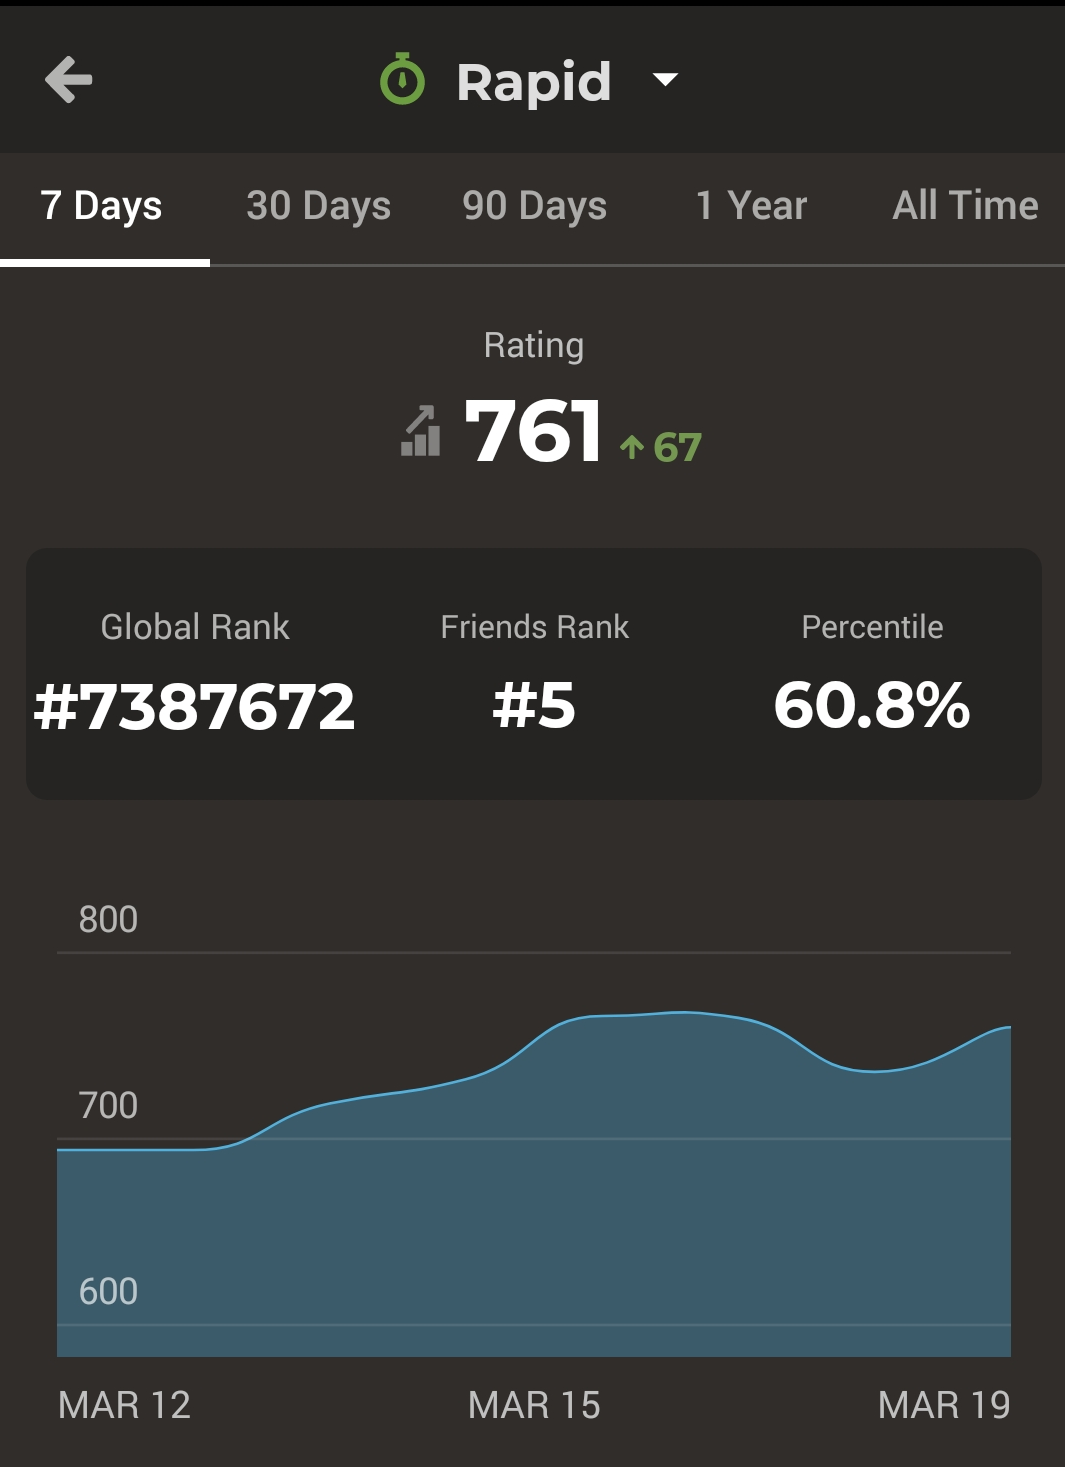 Rapid
7 Days 30 Days 90 Days 1 Year All Time
Rating
761 67
Global Rank Friends Rank Percentile
#7387672 #5 60.8%
800
700
600
MAR 12 MAR 15 MAR 19